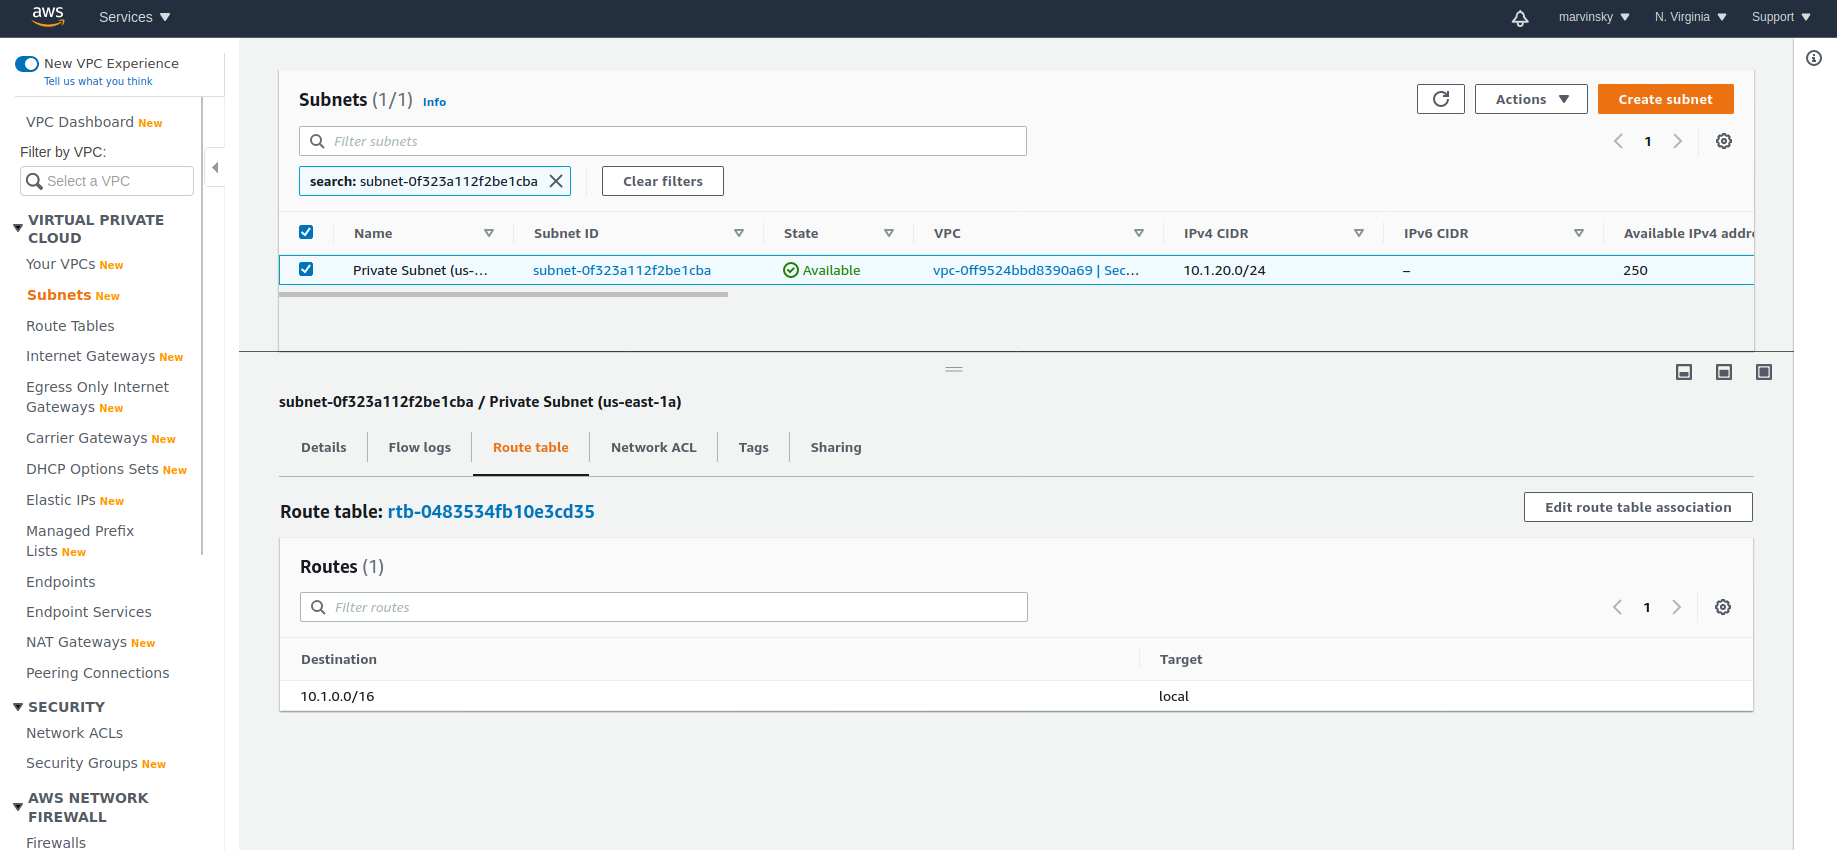 aws Services marvinsky N. Virginia Support
New VPC Experience
Tell us what you think
VPC Dashboard New
Filter by VPC:
Select a VPC
VIRTUAL PRIVATE
CLOUD
Your VPCs New
Subnets New
Route Tables
Internet Gateways New
Egress Only Internet
Gateways New
Carrier Gateways New
DHCP Options Sets New
Elastic IPs New
Managed Prefix
Lists New
Endpoints
Endpoint Services
NAT Gateways New
Peering Connections
SECURITY
Network ACLs
Security Groups New
AWS NETWORK
FIREWALL
Firewalls
Subnets (1/1) Info
Actions
Create subnet
Filter subnets
1
search: subnet-0f323a112f2be1cba
Clear filters
Name Subnet ID State VPC IPv4 CIDR IPv6 CIDR Available IPv4 addre
Private Subnet (us-... subnet-0f323a112f2be1cba Available vpc-0ff9524bbd8390a69 | Sec... 10.1.20.0/24 – 250
subnet-0f323a112f2be1cba / Private Subnet (us-east-1a)
Details Flow logs Route table Network ACL Tags Sharing
Route table: rtb-0483534fb10e3cd35
Edit route table association
Routes (1)
Filter routes
1
Destination Target
10.1.0.0/16 local